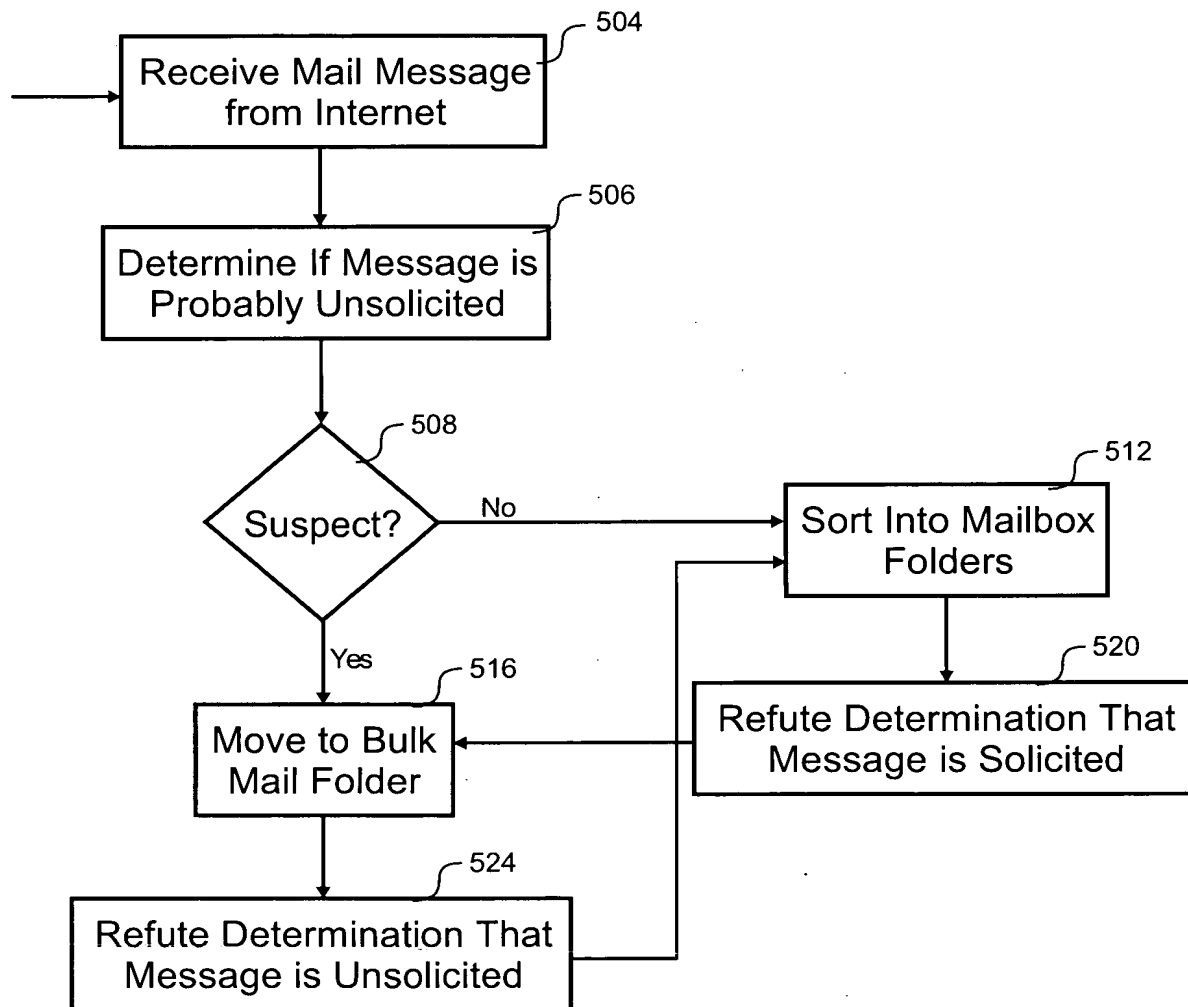 504
Receive Mail Message
from Internet
506
Determine If Message is
Probably Unsolicited
508
Suspect?
No
512
Sort Into Mailbox
Folders
Yes
516
Move to Bulk
Mail Folder
520
Refute Determination That
Message is Solicited
524
Refute Determination That
Message is Unsolicited